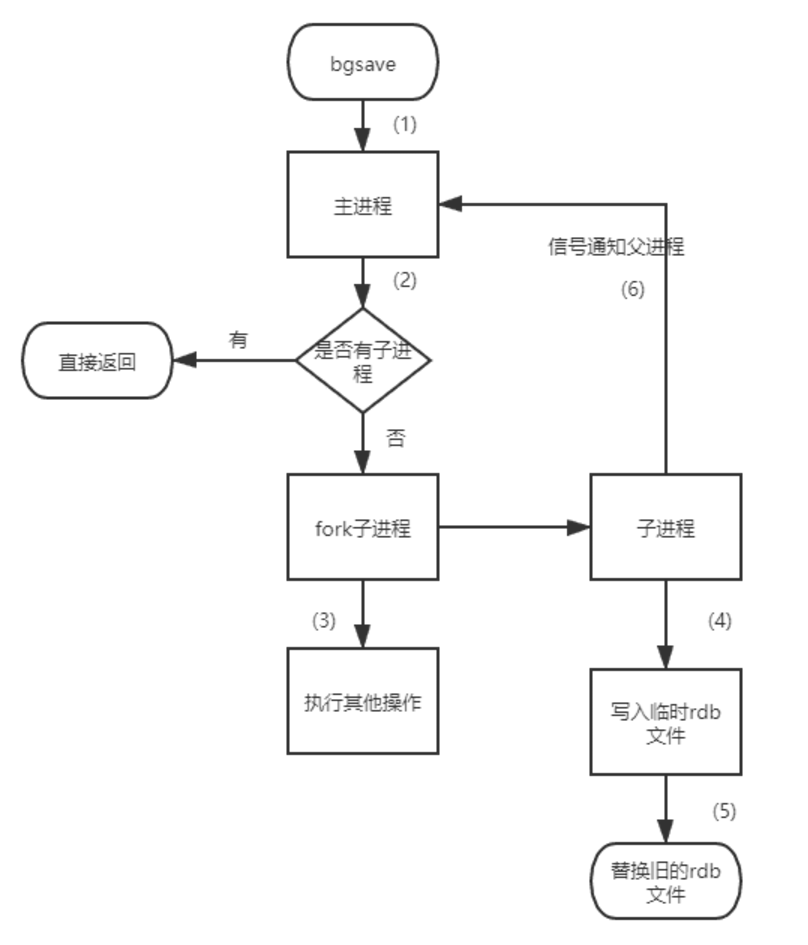 bgsave
(1)
主进程
信号通知父进程
(2)
(6)
有
直接返回
是否有子进
程
否
fork子进程
子进程
(3)
(4)
执行其他操作
写入临时rdb
文件
(5)
替换旧的rdb
文件